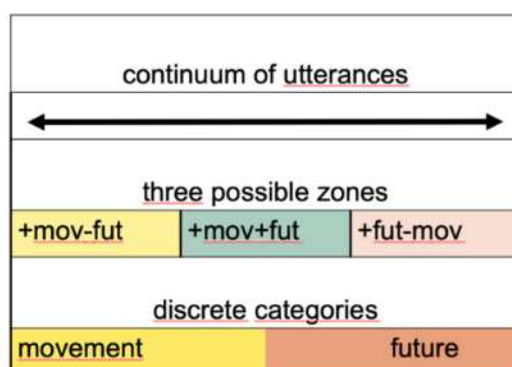 continuum of utterances
three possible zones
+mov-fut +mov+fut +fut-mov
discrete categories
movement future